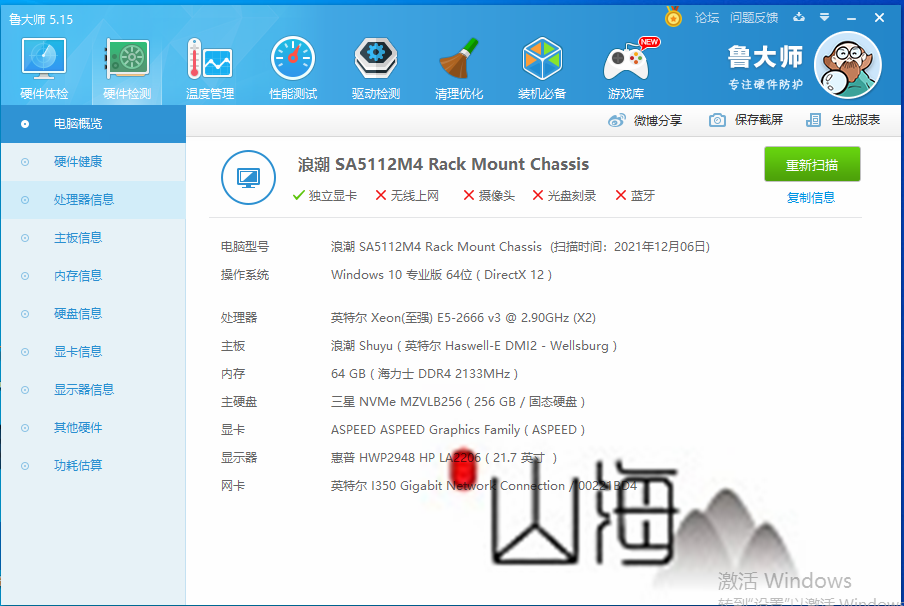 鲁大师 5.15
论坛 问题反馈
硬件体检 硬件检测 温度管理 性能测试 驱动检测 清理优化 装机必备 游戏库
NEW
鲁大师
专注硬件防护
电脑概览
硬件健康
处理器信息
主板信息
内存信息
硬盘信息
显卡信息
显示器信息
其他硬件
功耗估算
微博分享 保存截屏 生成报表
浪潮 SA5112M4 Rack Mount Chassis
独立显卡 无线上网 摄像头 光盘刻录 蓝牙
重新扫描
复制信息
电脑型号 浪潮 SA5112M4 Rack Mount Chassis (扫描时间：2021年12月06日)
操作系统 Windows 10 专业版 64位 ( DirectX 12 )
处理器 英特尔 Xeon(至强) E5-2666 v3 @ 2.90GHz (X2)
主板 浪潮 Shuyu ( 英特尔 Haswell-E DMI2 - Wellsburg )
内存 64 GB ( 海力士 DDR4 2133MHz )
主硬盘 三星 NVMe MZVLB256 ( 256 GB / 固态硬盘 )
显卡 ASPEED ASPEED Graphics Family ( ASPEED )
显示器 惠普 HWP2948 HP LA2206 ( 21.7 英寸 )
网卡 英特尔 I350 Gigabit Network Connection / 00221BD4
山海
激活 Windows
转到"设置"以激活 Windows